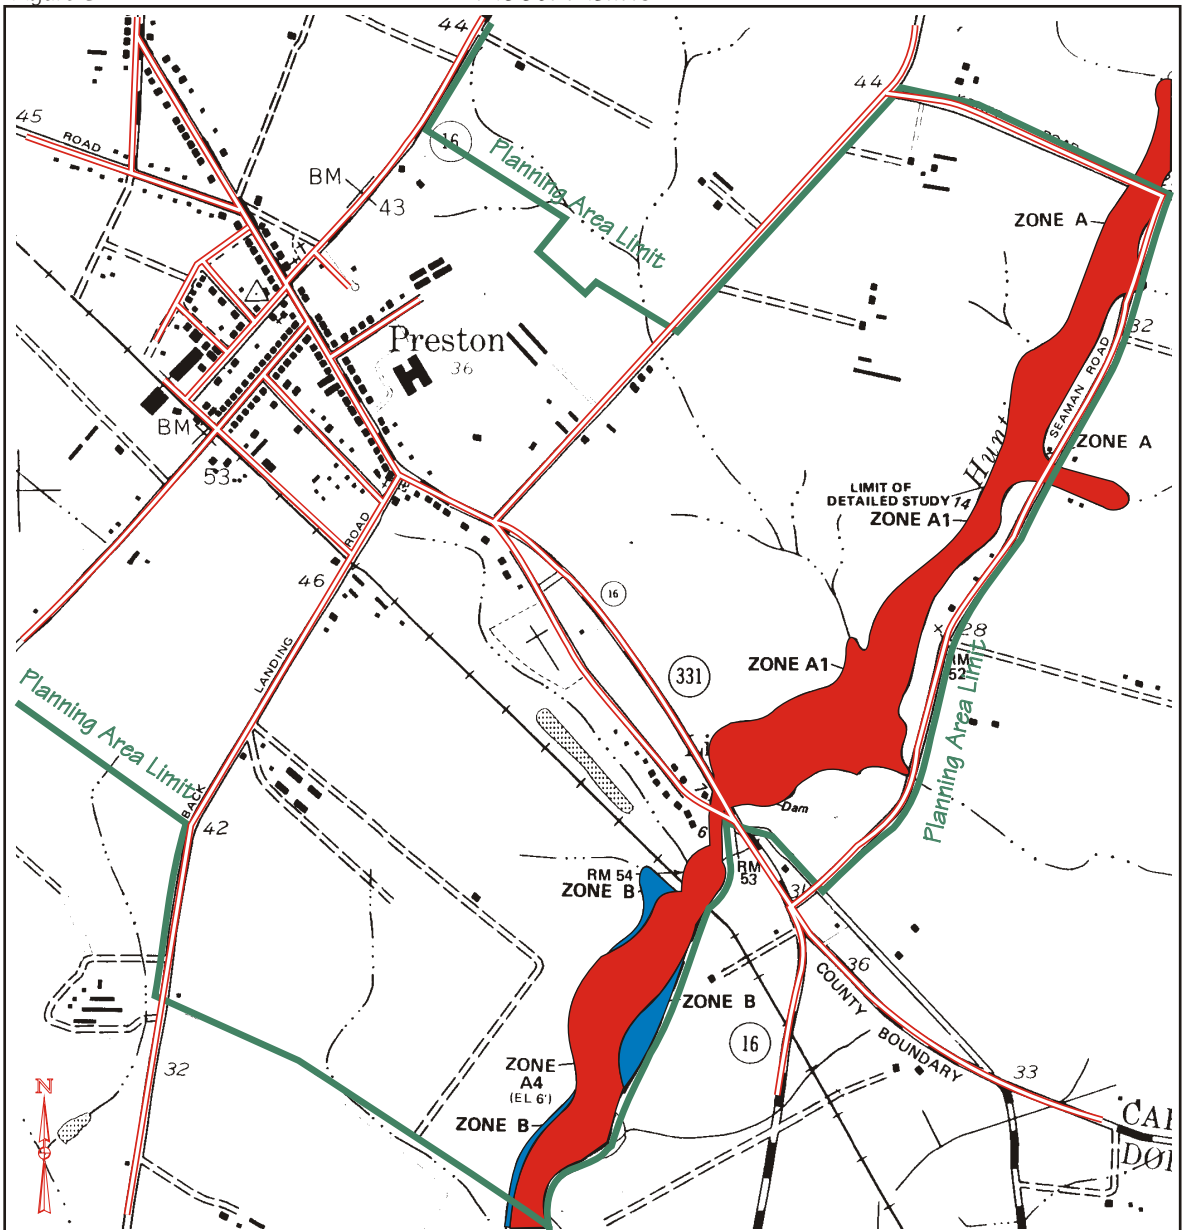 44
44
45
ROAD
16
Planning Area Limit
BM
43
ZONE A
32
Preston
36
SEAMAN ROAD
ZONE A
BM
53
Hunt
LIMIT OF
DETAILED STUDY
14
ZONE A1
ROAD
46
16
28
RM
52
LANDING
331
ZONE A1
Planning Area Limit
Planning Area Limit
BACK
42
7
6
Dam
RM 54
ZONE B
RM
53
31
36
COUNTY BOUNDARY
ZONE B
16
ZONE
A4
(EL 6')
ZONE B
32
33
N